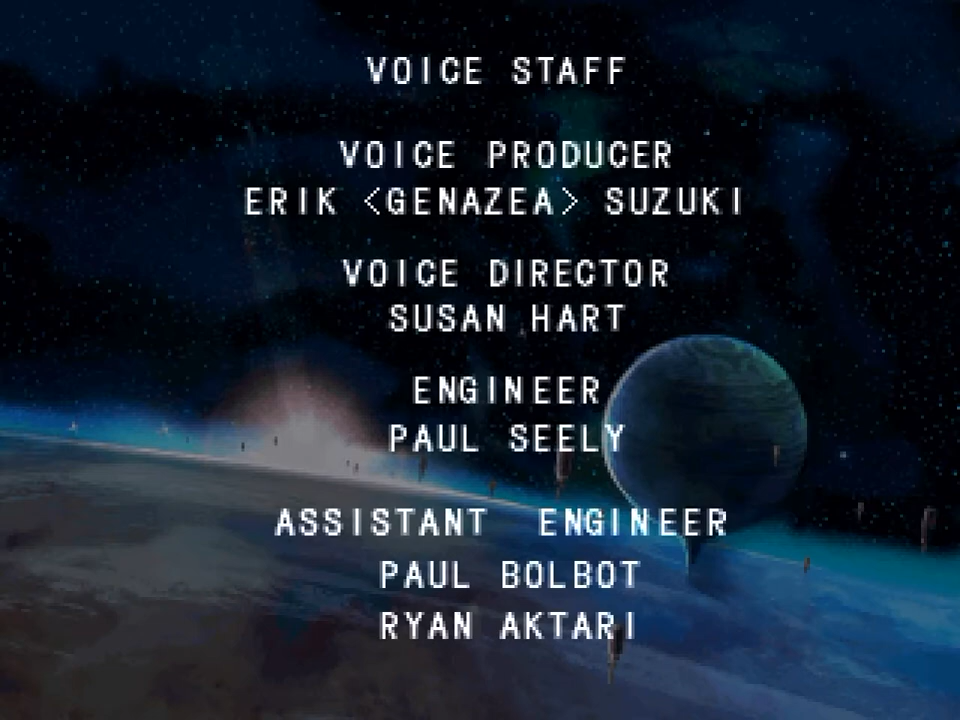 VOICE STAFF
VOICE PRODUCER
ERIK <GENAZEA> SUZUKI
VOICE DIRECTOR
SUSAN HART
ENGINEER
PAUL SEELY
ASSISTANT ENGINEER
PAUL BOLBOT
RYAN AKTARI